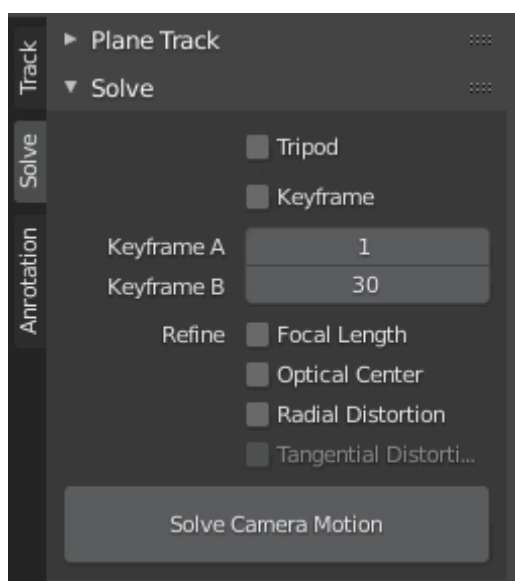 Track
Solve
Annotation
Plane Track
Solve
Tripod
Keyframe
Keyframe A 1
Keyframe B 30
Refine Focal Length
Optical Center
Radial Distortion
Tangential Distorti...
Solve Camera Motion